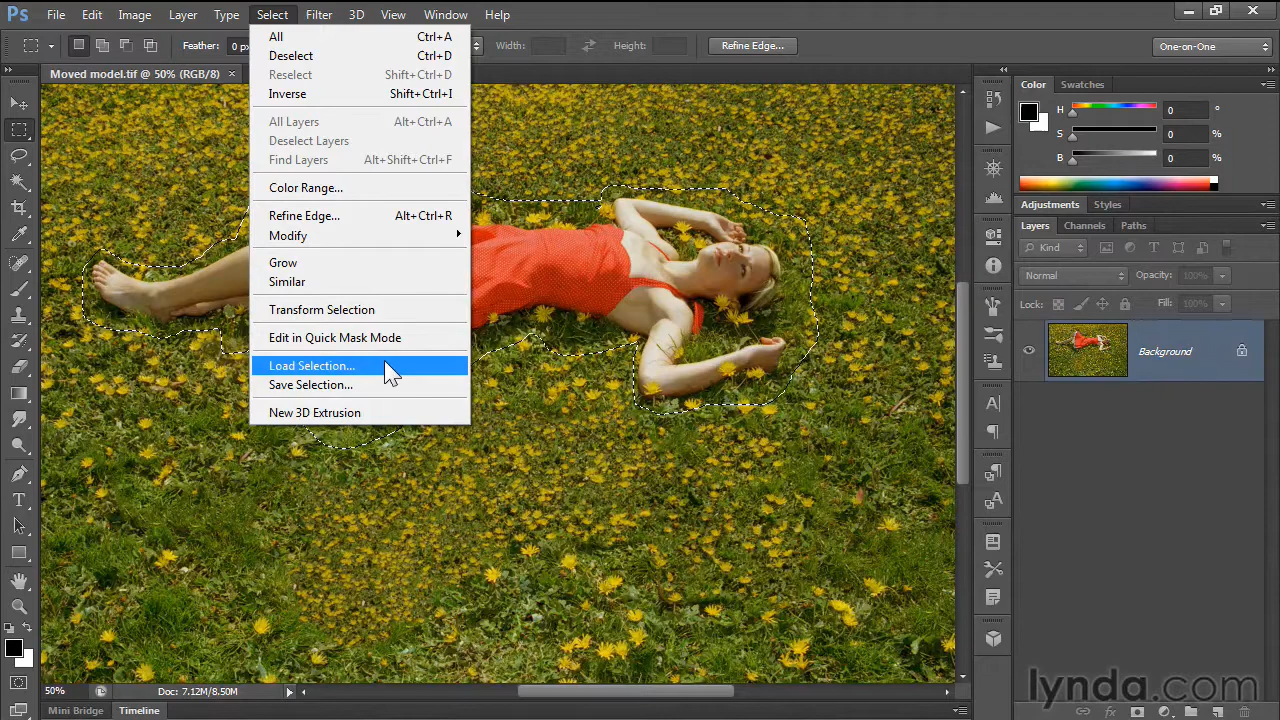 Ps File Edit Image Layer Type Select Filter 3D View Window Help
Feather: 0 px Width: Height: Refine Edge... One-on-One
Moved model.tif @ 50% (RGB/8) ×
All Ctrl+A
Deselect Ctrl+D
Reselect Shift+Ctrl+D
Inverse Shift+Ctrl+I
All Layers Alt+Ctrl+A
Deselect Layers
Find Layers Alt+Shift+Ctrl+F
Color Range...
Refine Edge... Alt+Ctrl+R
Modify
Grow
Similar
Transform Selection
Edit in Quick Mask Mode
Load Selection...
Save Selection...
New 3D Extrusion
Color Swatches
H 0 °
S 0 %
B 0 %
Adjustments Styles
Layers Channels Paths
Kind
Normal Opacity: 100%
Lock: Fill: 100%
Background
50% Doc: 7.12M/8.50M
Mini Bridge Timeline
lynda.com